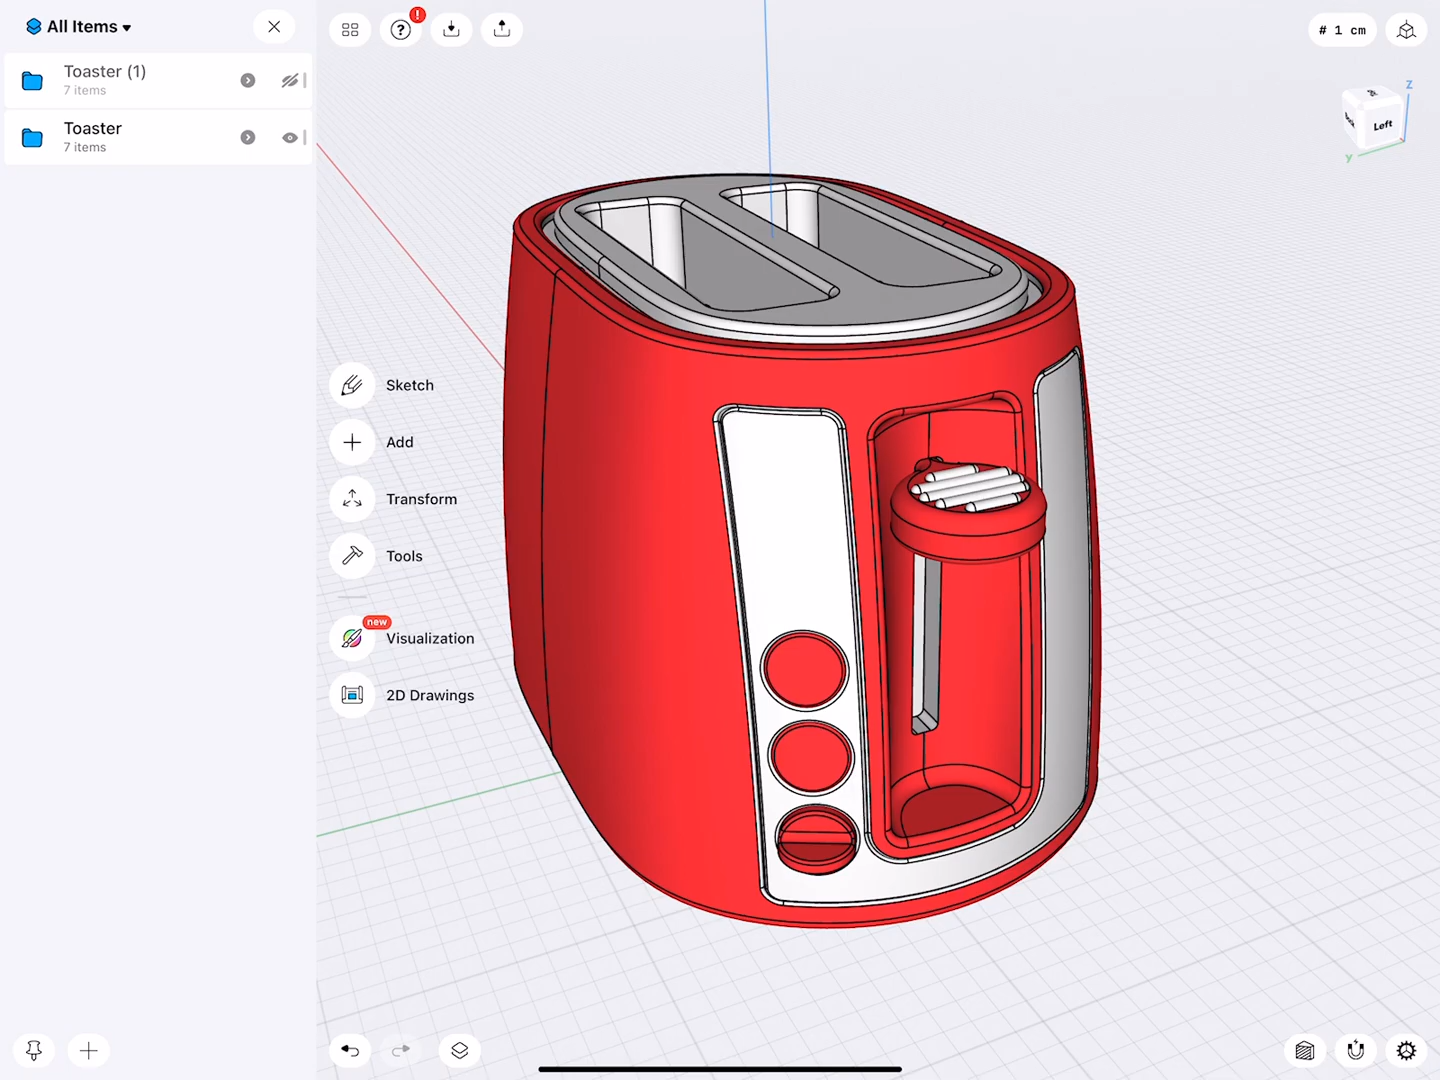 All Items
Toaster (1)
7 items
Toaster
7 items
?
!
# 1 cm
Z
Left
y
Sketch
Add
Transform
Tools
new
Visualization
2D Drawings